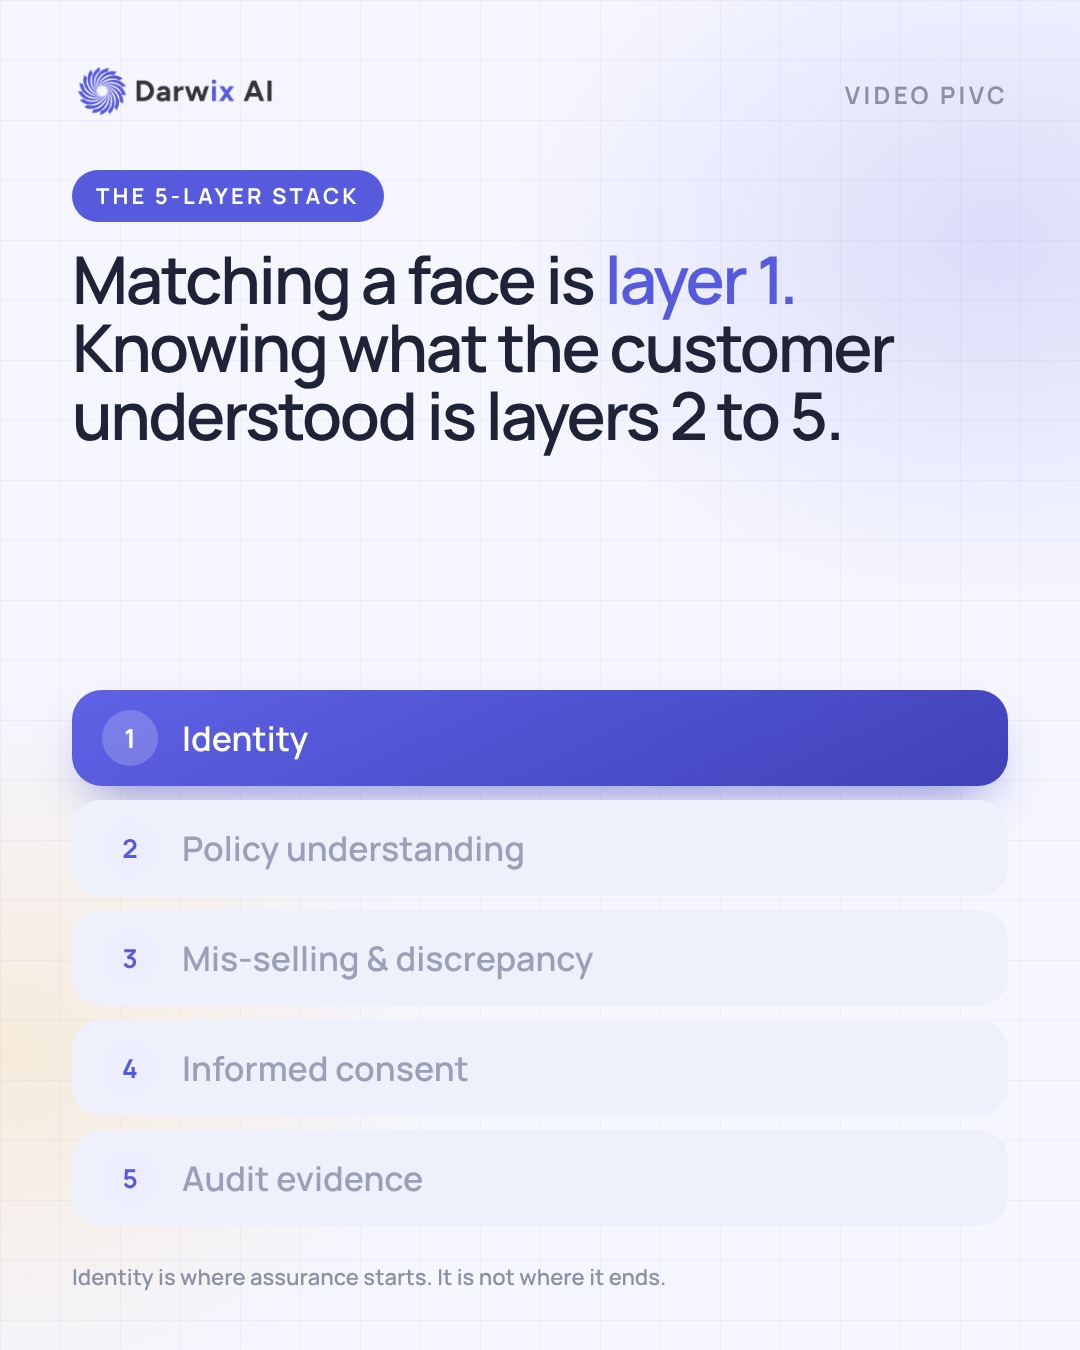 Darwix AI
VIDEO PIVC
THE 5-LAYER STACK
Matching a face is layer 1.
Knowing what the customer
understood is layers 2 to 5.
1 Identity
2 Policy understanding
3 Mis-selling & discrepancy
4 Informed consent
5 Audit evidence
Identity is where assurance starts. It is not where it ends.